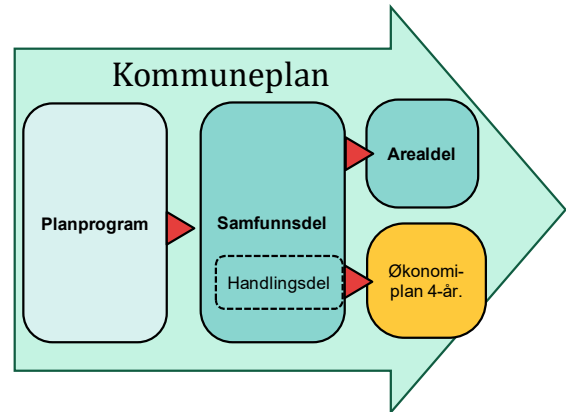 Kommuneplan
Planprogram
Samfunnsdel
Handlingsdel
Arealdel
Økonomi-
plan 4-år.